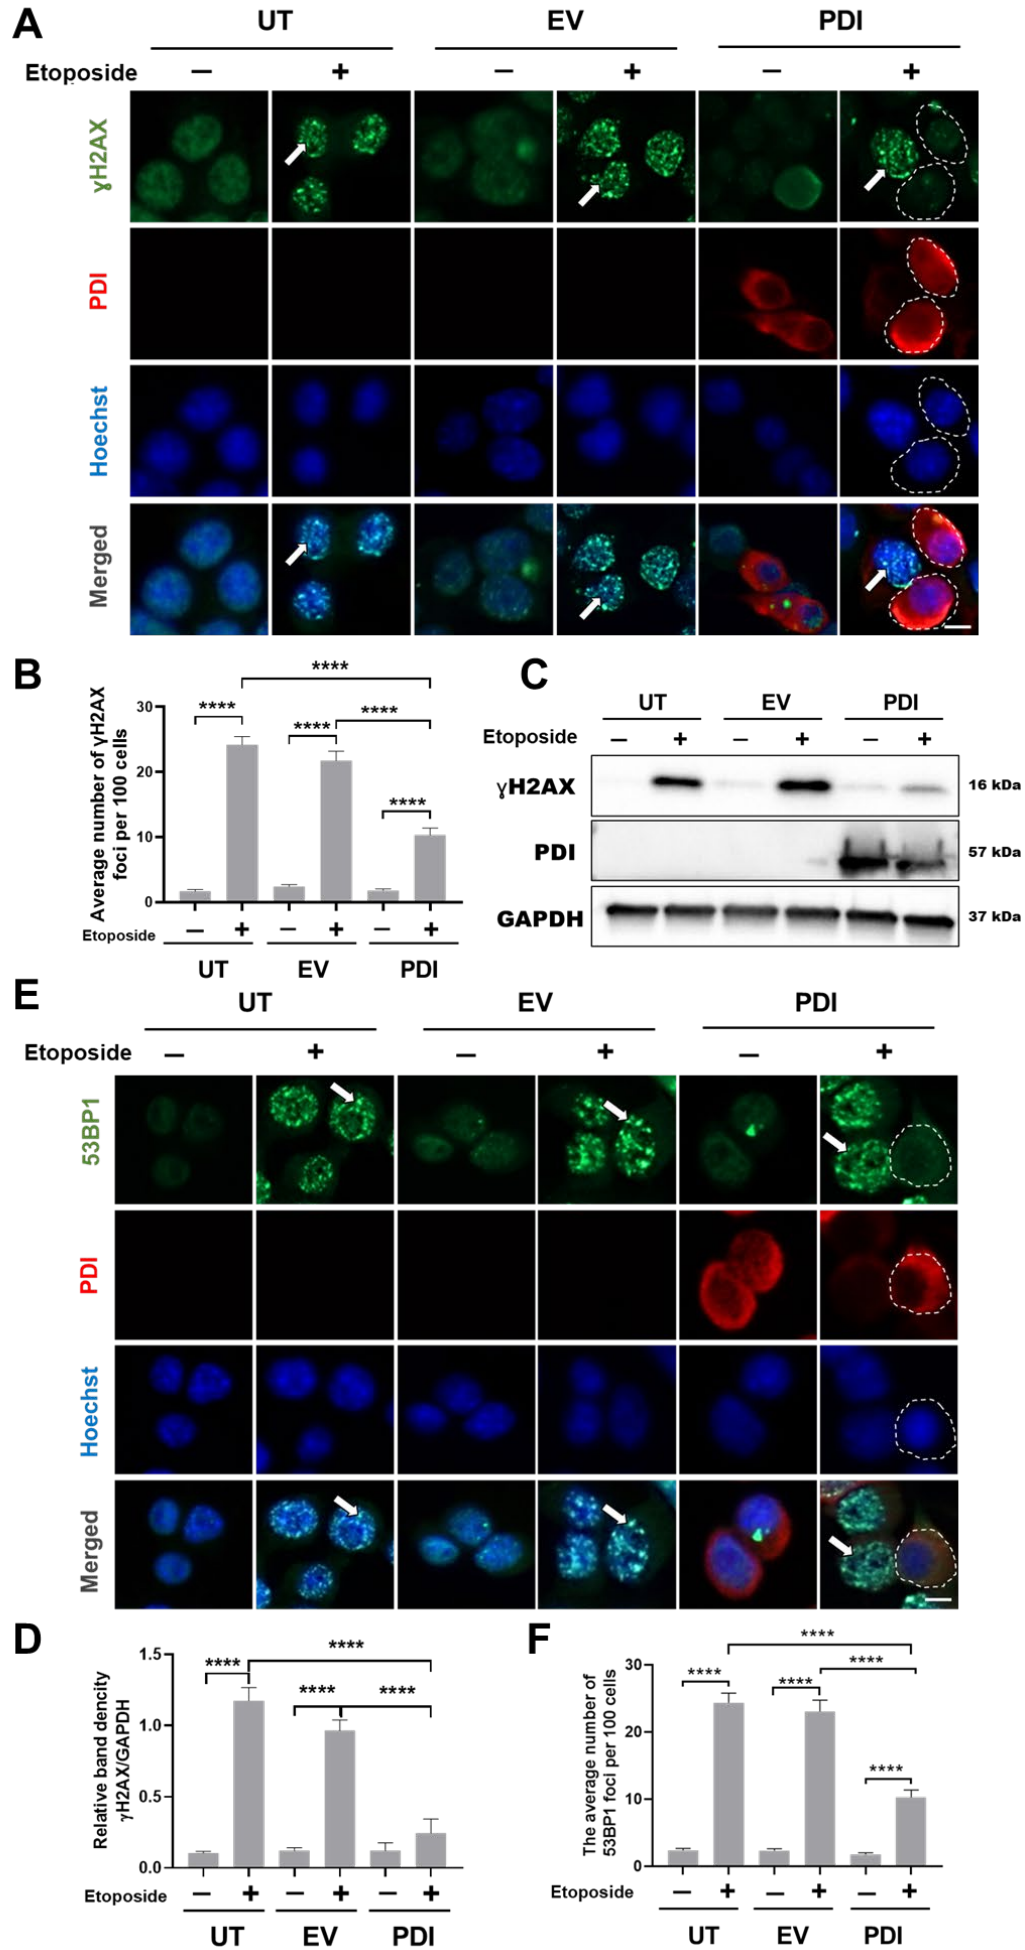 A
UT EV PDI
Etoposide – + – + – +
ɣH2AX
PDI
Hoechst
Merged
B
Average number of ɣH2AX
foci per 100 cells
**** **** **** **** ****
30
20
10
0
Etoposide – + – + – +
UT EV PDI
C
UT EV PDI
Etoposide – + – + – +
ɣH2AX 16 kDa
PDI 57 kDa
GAPDH 37 kDa
E
UT EV PDI
Etoposide – + – + – +
53BP1
PDI
Hoechst
Merged
D
Relative band dencity
γH2AX/GAPDH
**** **** **** ****
1.5
1.0
0.5
0.0
Etoposide – + – + – +
UT EV PDI
F
The average number of
53BP1 foci per 100 cells
**** **** **** **** ****
30
20
10
0
Etoposide – + – + – +
UT EV PDI